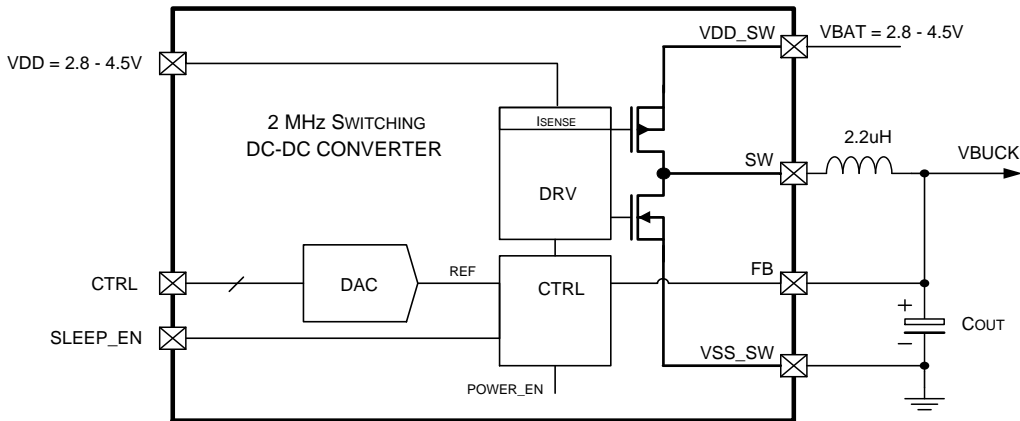 VDD_SW
VBAT = 2.8 - 4.5V
VDD = 2.8 - 4.5V
2 MHz SWITCHING
DC-DC CONVERTER
ISENSE
DRV
SW
2.2uH
VBUCK
CTRL
DAC
REF
CTRL
FB
SLEEP_EN
+
COUT
–
VSS_SW
POWER_EN